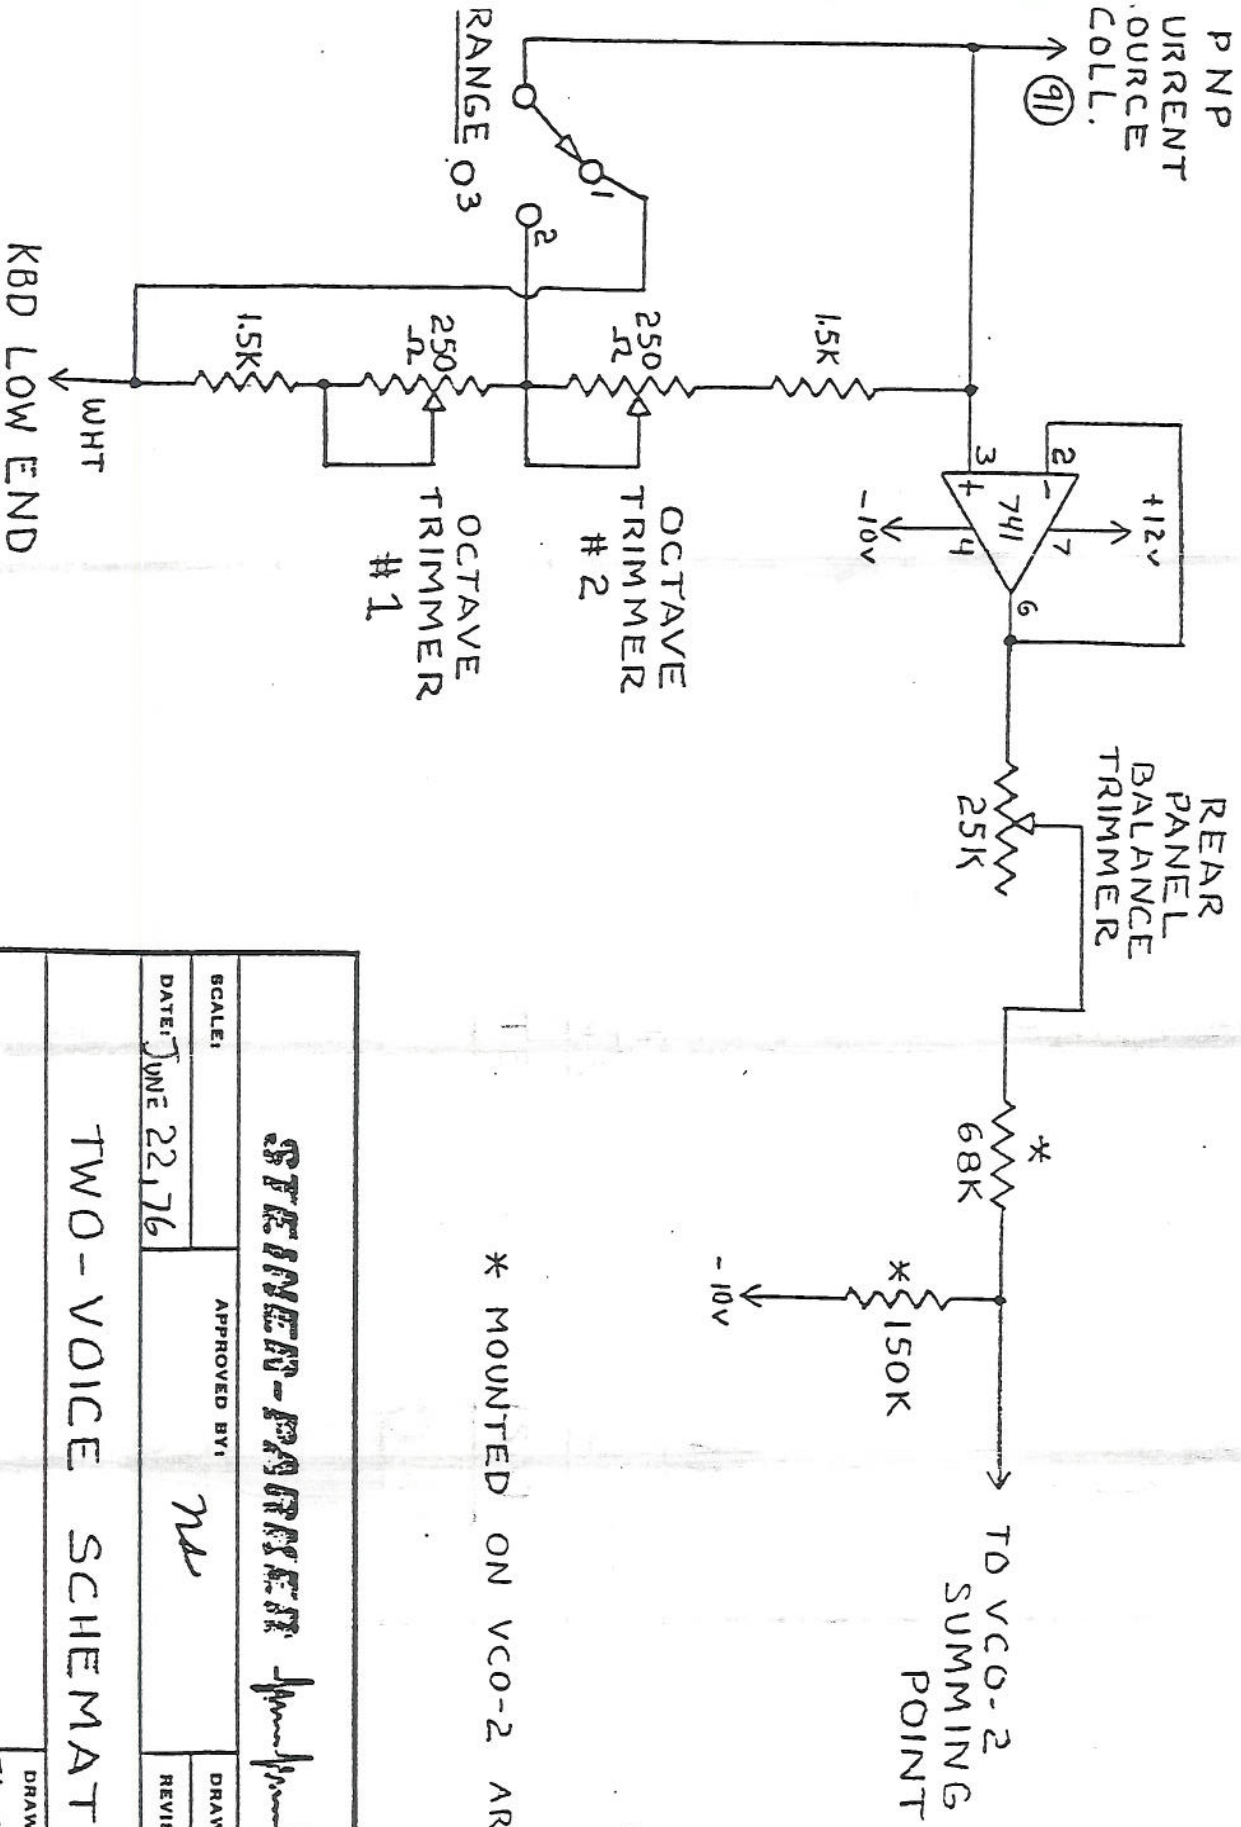 PNP
URRENT
OURCE
COLL.
91
RANGE
1
2
3
KBD LOW END
WHT
1.5K
250
Ω
250
Ω
1.5K
OCTAVE
TRIMMER
#1
OCTAVE
TRIMMER
#2
2
3
-
+
741
4
7
6
+12V
-10V
REAR
PANEL
BALANCE
TRIMMER
25K
*
68K
* 150K
-10V
TO VCO-2
SUMMING
POINT
* MOUNTED ON VCO-2
STEINER-PARKER
SCALE:
APPROVED BY:
DATE: JUNE 22, 76
TWO-VOICE SCHEMAT
DRAW
REVI
DRAW